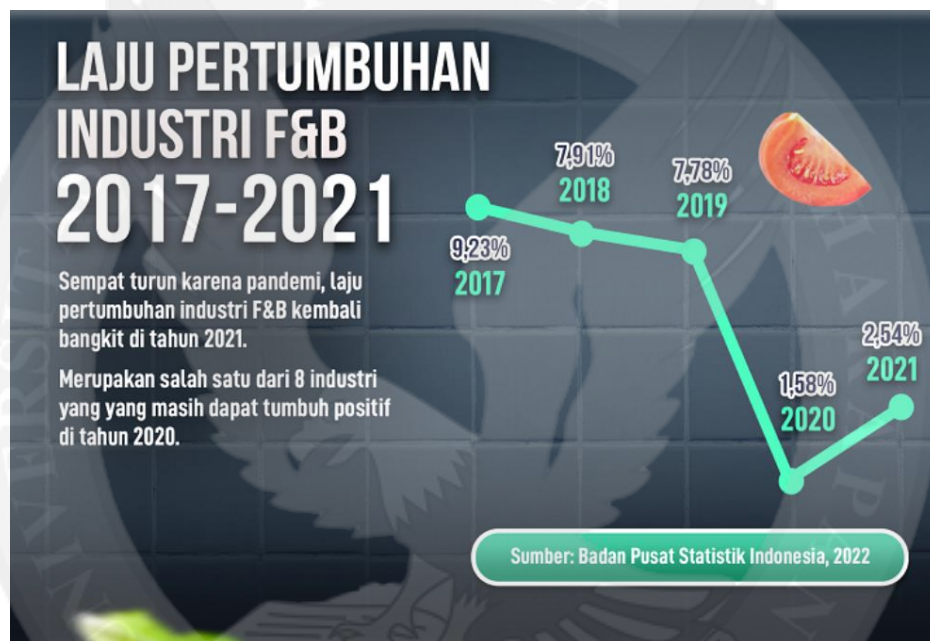 LAJU PERTUMBUHAN
INDUSTRI F&B
2017-2021
Sempat turun karena pandemi, laju
pertumbuhan industri F&B kembali
bangkit di tahun 2021.
Merupakan salah satu dari 8 industri
yang yang masih dapat tumbuh positif
di tahun 2020.
9,23%
2017
7,91%
2018
7,78%
2019
1,58%
2020
2,54%
2021
Sumber: Badan Pusat Statistik Indonesia, 2022